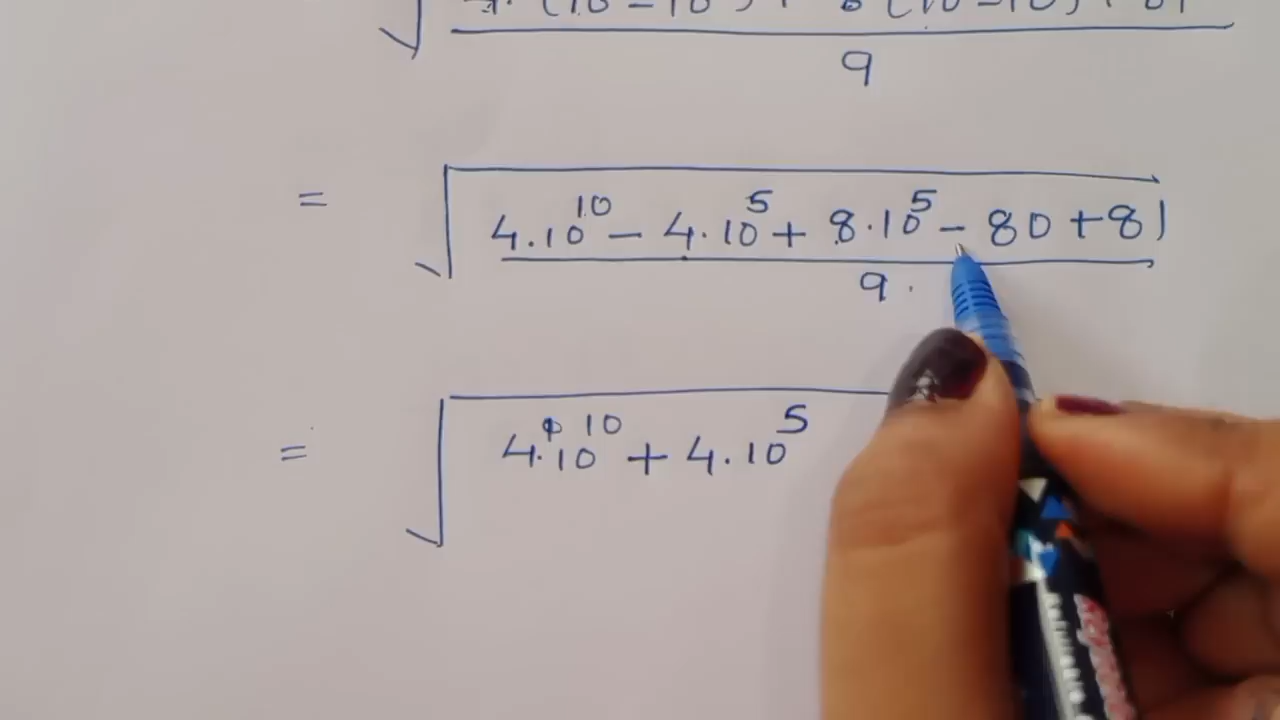 9
= √ 4.10^10 − 4.10^5 + 8.10^5 − 80 + 81
9.
= √ 4.10^10 + 4.10^5